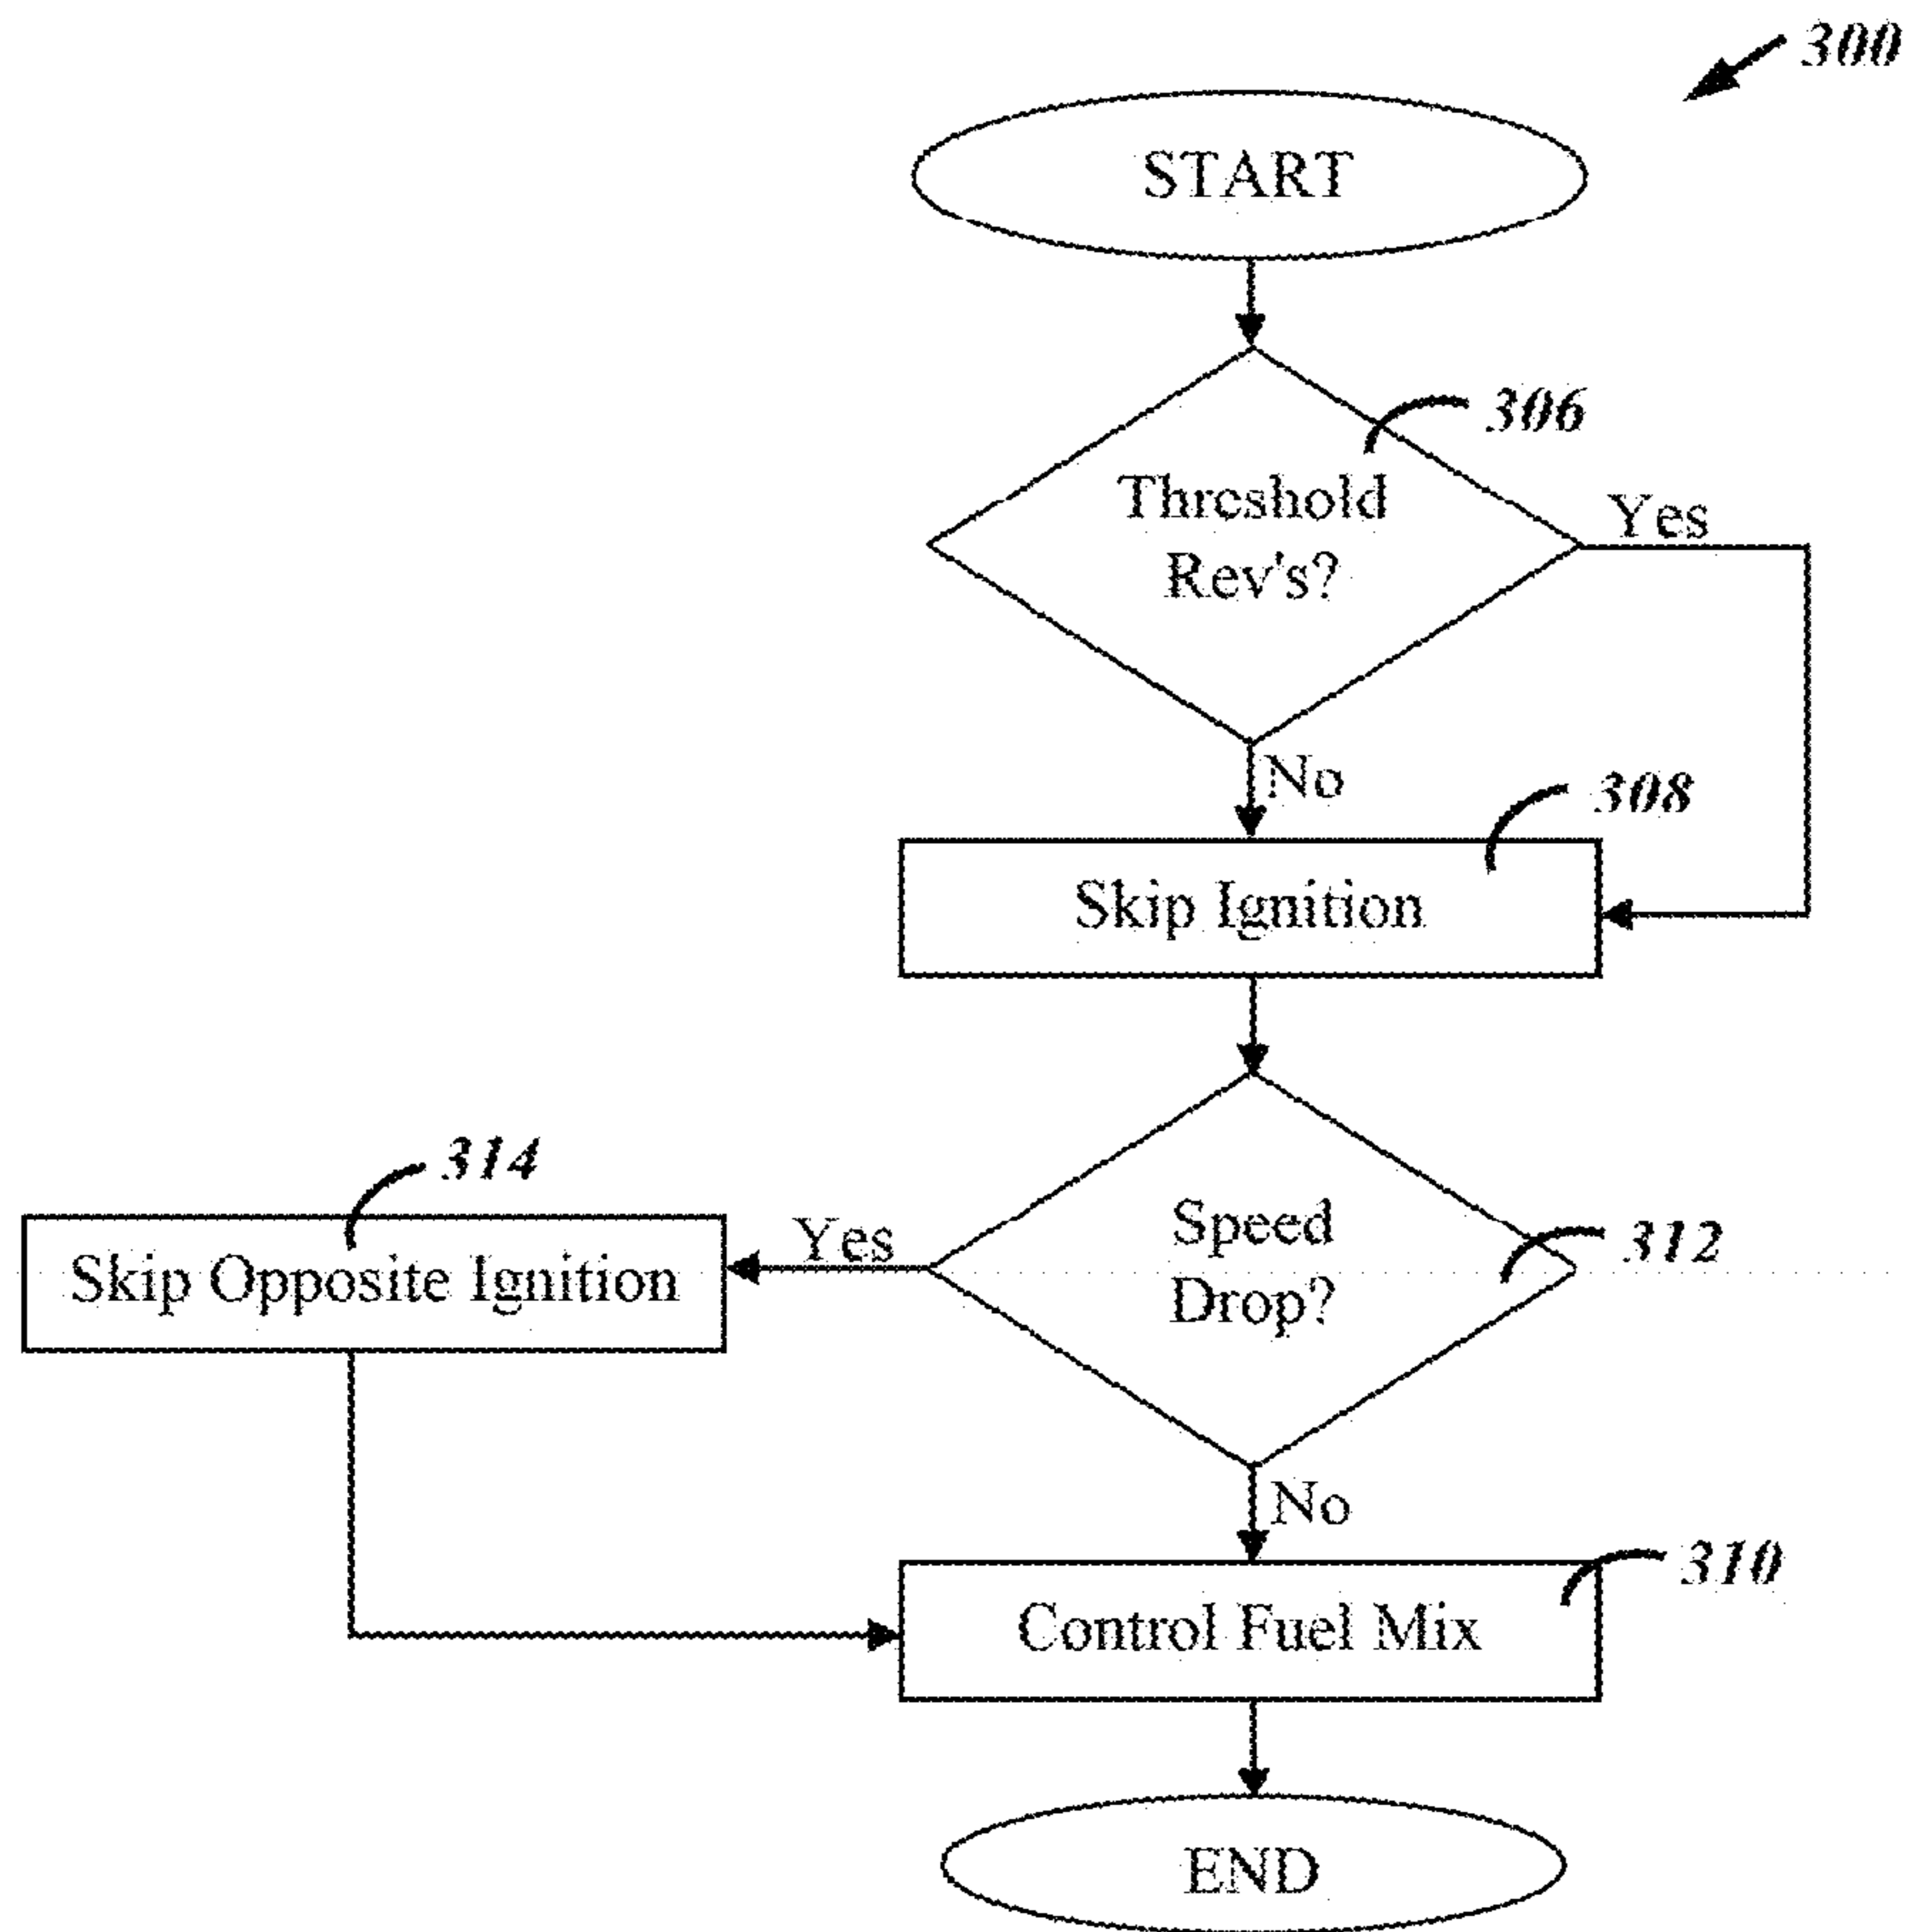 300
START
306
Threshold
Rev's?
Yes
No
308
Skip Ignition
314
Skip Opposite Ignition
Yes
Speed
Drop?
312
No
310
Control Fuel Mix
END